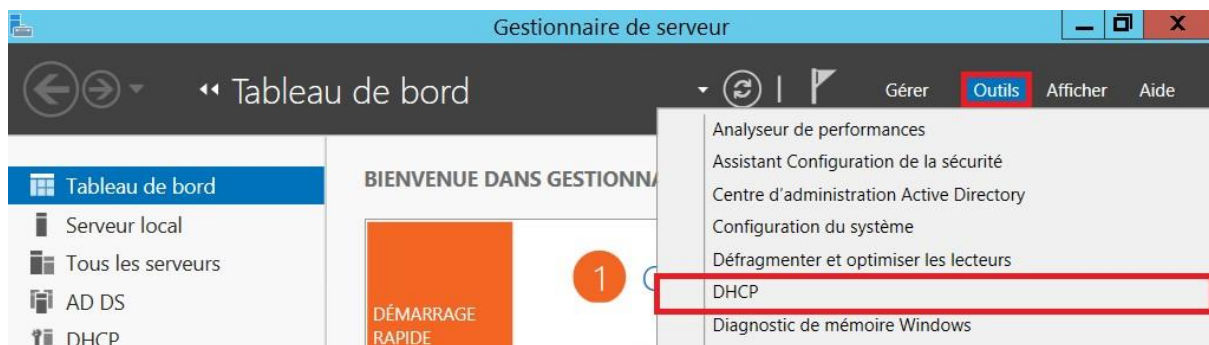 Gestionnaire de serveur
Tableau de bord
Gérer Outils Afficher Aide
Analyseur de performances
Assistant Configuration de la sécurité
Centre d'administration Active Directory
Configuration du système
Défragmenter et optimiser les lecteurs
DHCP
Diagnostic de mémoire Windows
Tableau de bord
Serveur local
Tous les serveurs
AD DS
DHCP
BIENVENUE DANS
DÉMARRAGE
RAPIDE
1